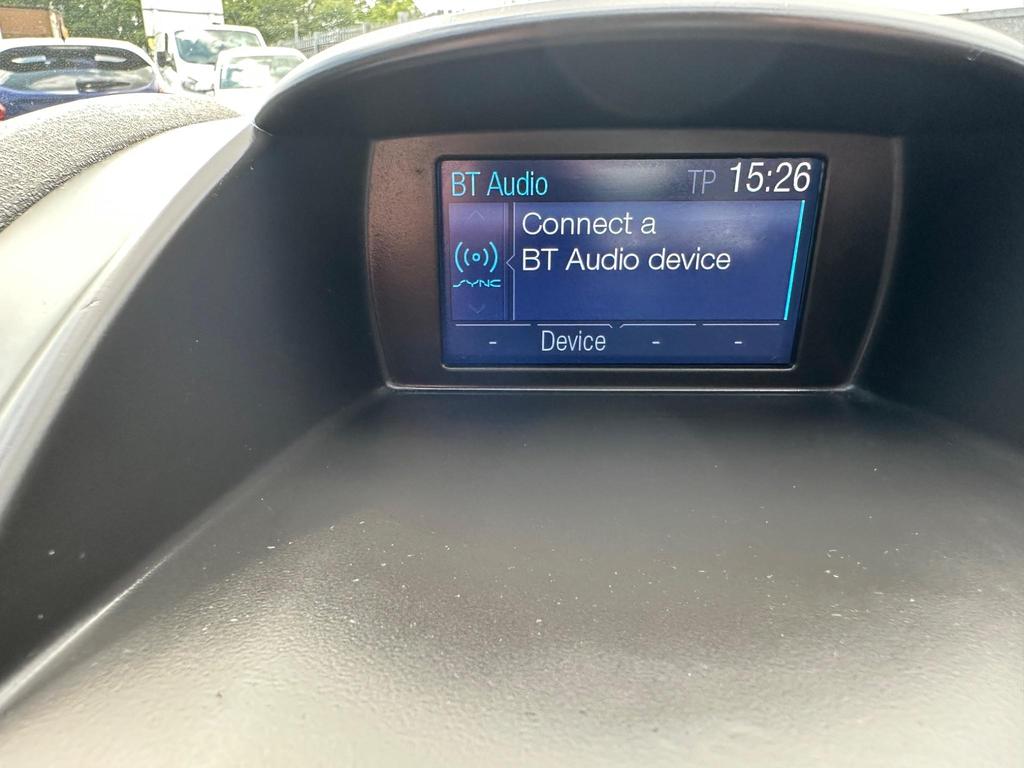 BT Audio TP 15:26
Connect a
BT Audio device
SYNC
- Device - -